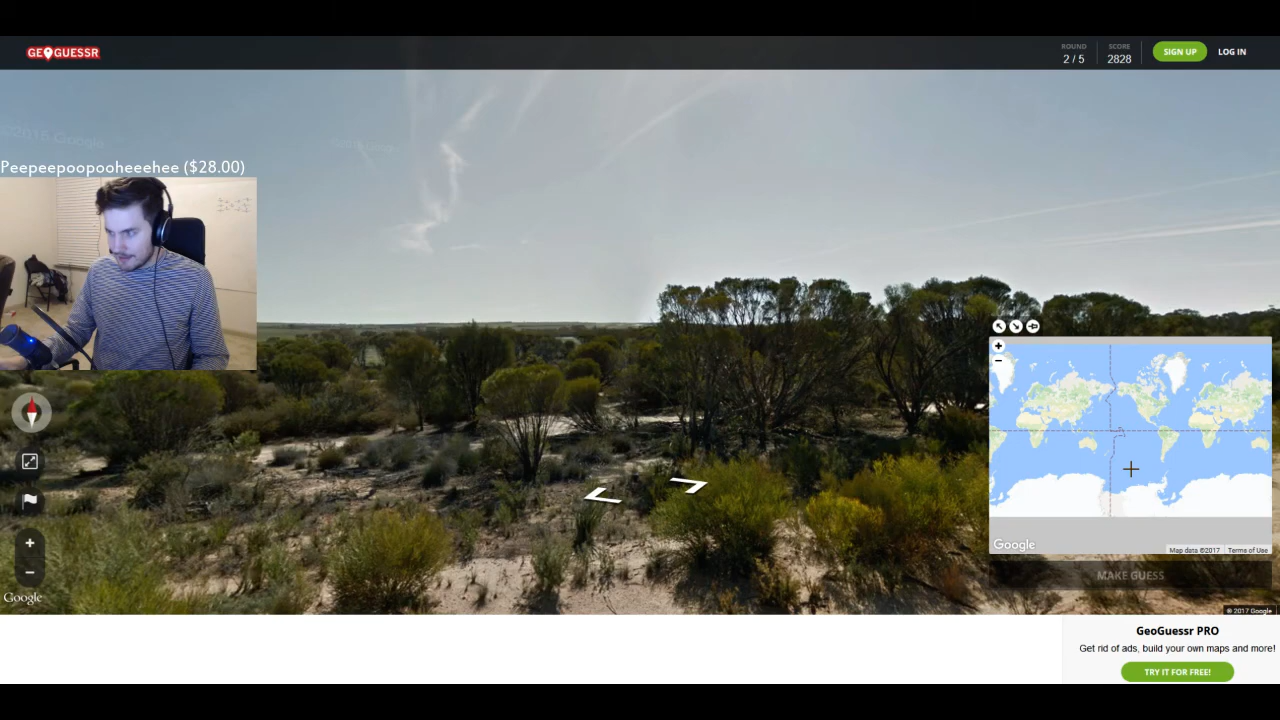 GEOGUESSR
ROUND
2 / 5
SCORE
2828
SIGN UP
LOG IN
©2015 Google
Peepeepoopooheeehee ($28.00)
+
−
Google
Map data ©2017
Terms of Use
MAKE GUESS
+
−
Google
© 2017 Google
GeoGuessr PRO
Get rid of ads, build your own maps and more!
TRY IT FOR FREE!